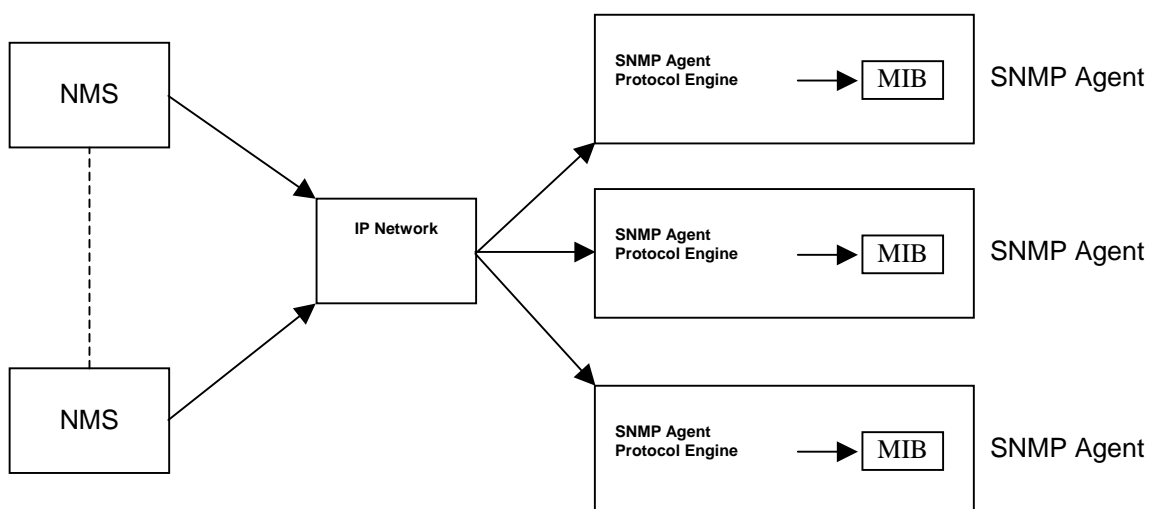 NMS
NMS
IP Network
SNMP Agent
Protocol Engine
MIB
SNMP Agent
SNMP Agent
Protocol Engine
MIB
SNMP Agent
SNMP Agent
Protocol Engine
MIB
SNMP Agent